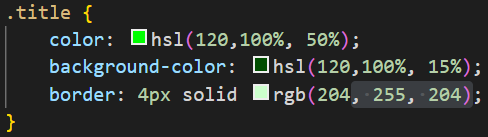 .title {
color: hsl(120,100%, 50%);
background-color: hsl(120,100%, 15%);
border: 4px solid rgb(204, 255, 204);
}